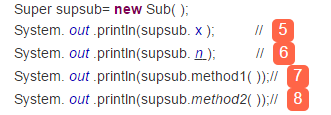 Super supsub= new Sub( );
System. out .println(supsub. x ); // 5
System. out .println(supsub. n ); // 6
System. out .println(supsub.method1( ));// 7
System. out .println(supsub.method2( ));// 8